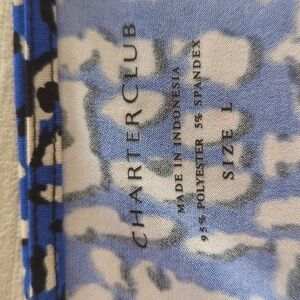 CHARTER CLUB
MADE IN INDONESIA
95% POLYESTER 5% SPANDEX
SIZE L